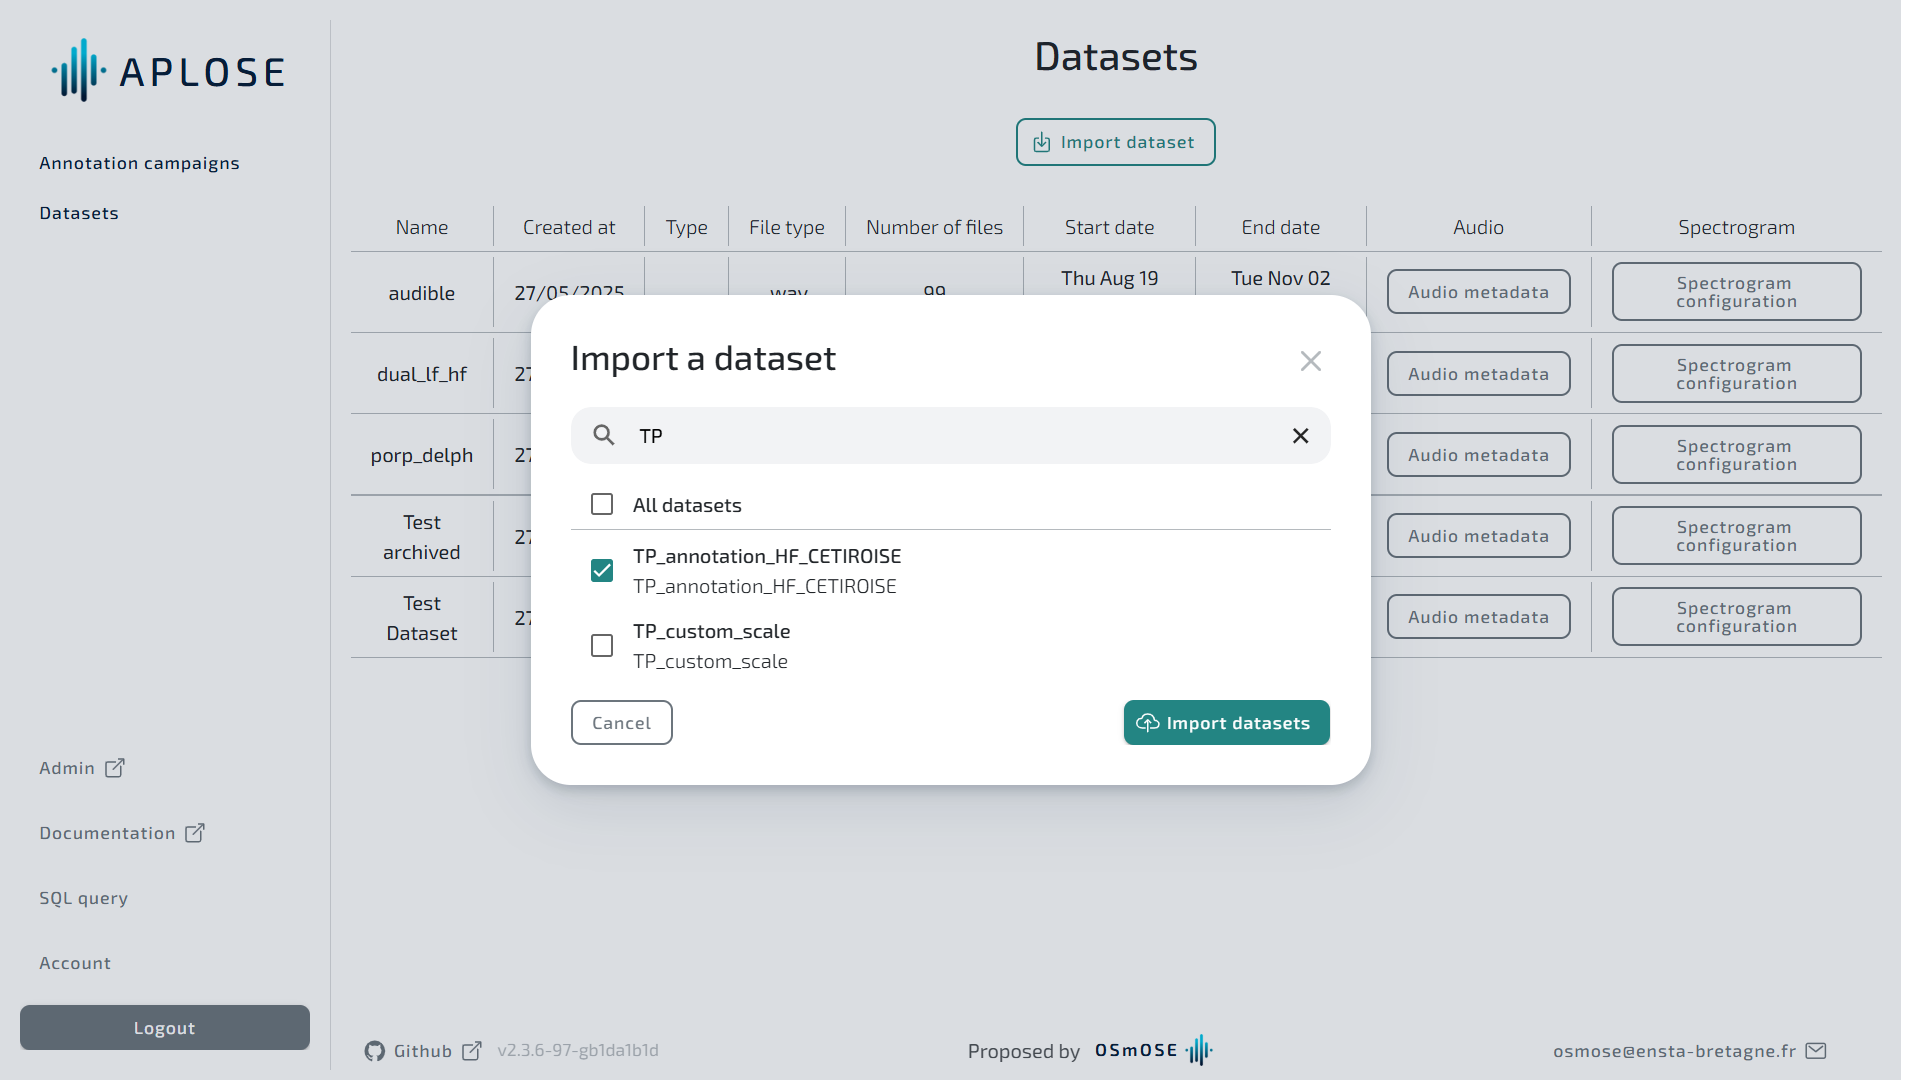 APLOSE
Annotation campaigns
Datasets
Admin
Documentation
SQL query
Account
Logout
Datasets
Import dataset
Name Created at Type File type Number of files Start date End date Audio Spectrogram
audible 27/05/2025 wav 99 Thu Aug 19 Tue Nov 02 Audio metadata Spectrogram
configuration
dual_lf_hf 27 Audio metadata Spectrogram
configuration
porp_delph 27 Audio metadata Spectrogram
configuration
Test
archived 27 Audio metadata Spectrogram
configuration
Test
Dataset 27 Audio metadata Spectrogram
configuration
Import a dataset
TP
All datasets
TP_annotation_HF_CETIROISE
TP_annotation_HF_CETIROISE
TP_custom_scale
TP_custom_scale
Cancel Import datasets
Github v2.3.6-97-gb1da1b1d Proposed by OSmOSE osmose@ensta-bretagne.fr